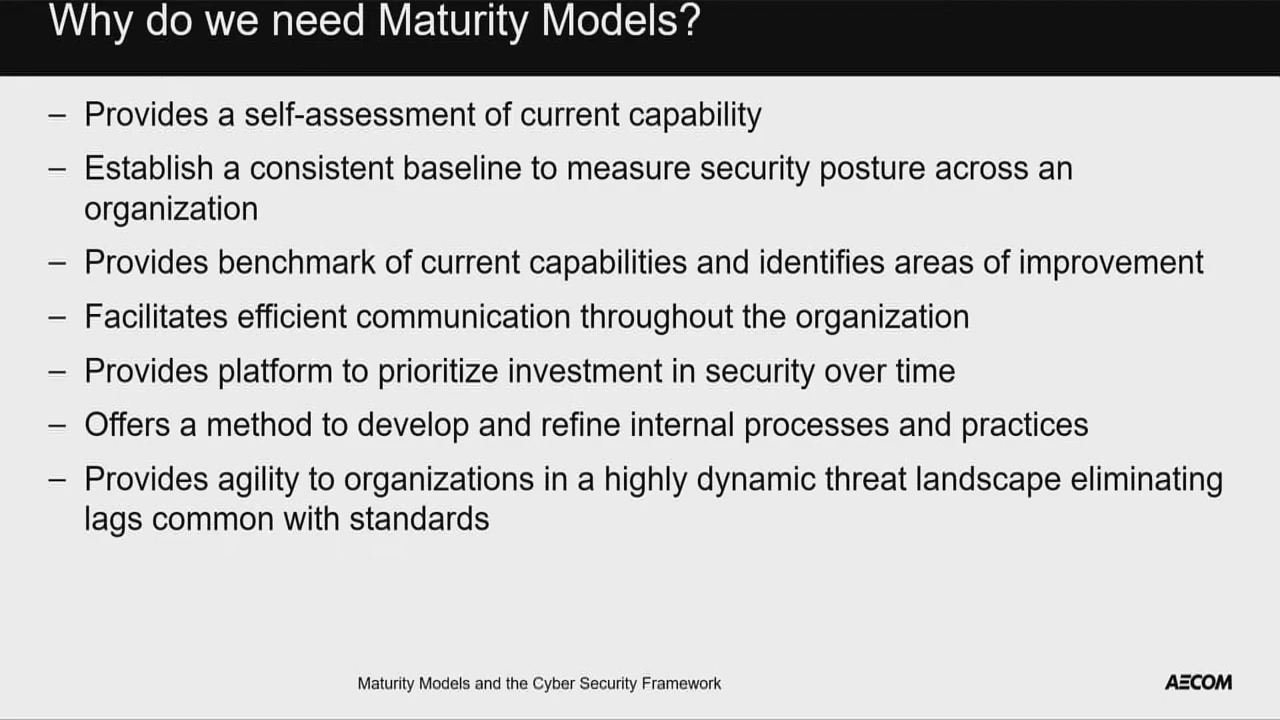 Why do we need Maturity Models?
– Provides a self-assessment of current capability
– Establish a consistent baseline to measure security posture across an
organization
– Provides benchmark of current capabilities and identifies areas of improvement
– Facilitates efficient communication throughout the organization
– Provides platform to prioritize investment in security over time
– Offers a method to develop and refine internal processes and practices
– Provides agility to organizations in a highly dynamic threat landscape eliminating
lags common with standards
Maturity Models and the Cyber Security Framework
AECOM